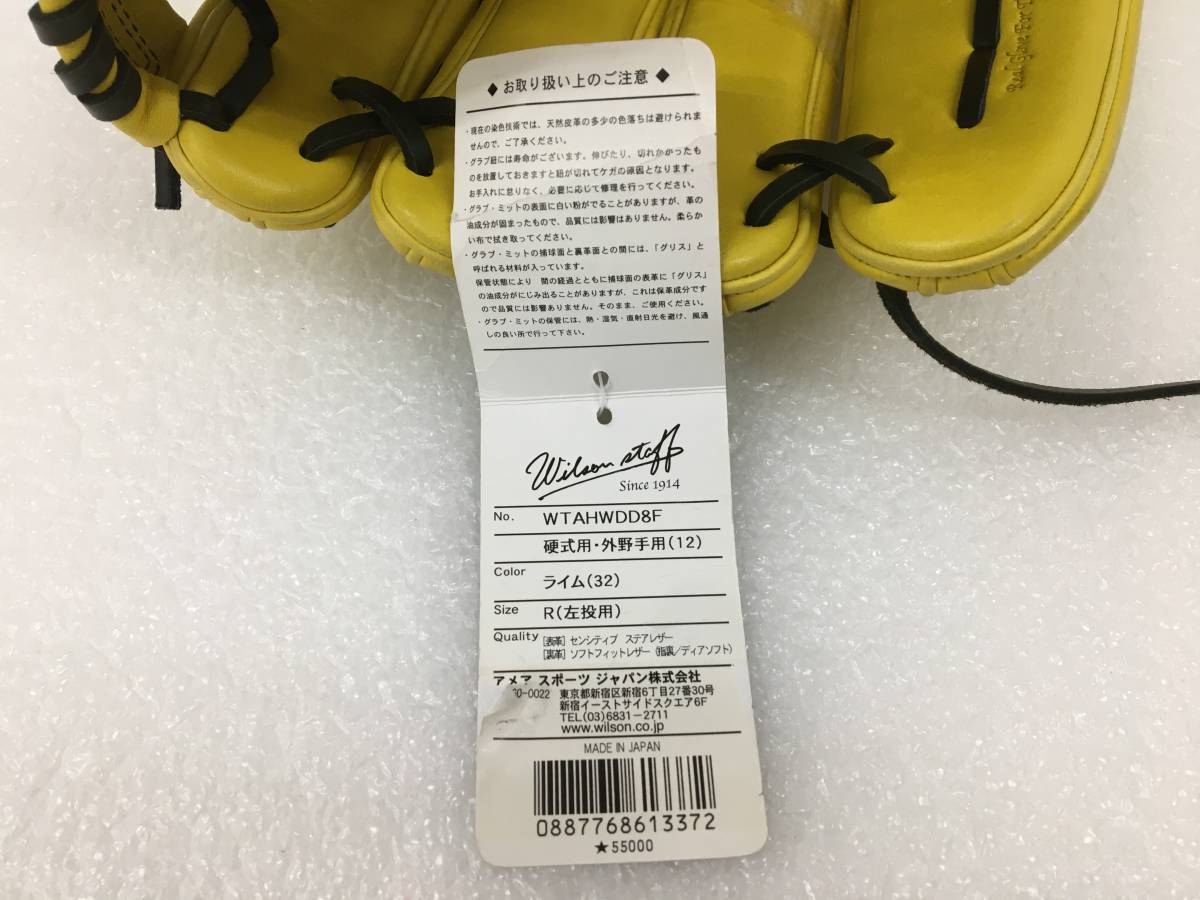 Real Glove For T
◆ お取り扱い上のご注意 ◆
・現在の染色技術では、天然皮革の多少の色落ちは避けられま
せんので、ご了承ください。
・グラブ紐には寿命がございます。伸びたり、切れかかったも
のを放置しておきますと紐が切れてケガの原因となります。
お手入れに怠りなく、必要に応じて修理を行ってください。
・グラブ・ミットの表面に白い粉がでることがありますが、革の
油成分が固まったもので、品質には影響はありません。柔らか
い布で拭き取ってください。
・グラブ・ミットの捕球面と裏革面との間には、「グリス」と
呼ばれる材料が入っています。
保管状態により 間の経過とともに捕球面の表革に「グリス」
の油成分がにじみ出ることがありますが、これは保革成分です
ので品質には影響ありません。そのまま、ご使用ください。
・グラブ・ミットの保管には、熱・湿気・直射日光を避け、風通
しの良い所で行って下さい。
Wilson staff
Since 1914
No. WTAHWDD8F
硬式用・外野手用(12)
Color ライム(32)
Size R(左投用)
Quality [表革] センシティブ ステアレザー
[裏革] ソフトフィットレザー (指裏/ディアソフト)
アメア スポーツ ジャパン株式会社
60-0022 東京都新宿区新宿6丁目27番30号
新宿イーストサイドスクエア6F
TEL(03)6831-2711
www.wilson.co.jp
MADE IN JAPAN
0887768613372
★55000